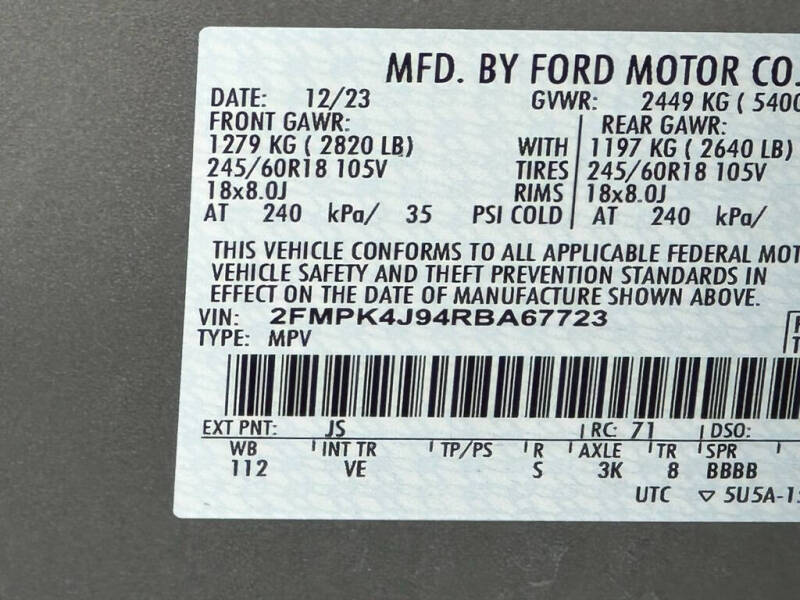 MFD. BY FORD MOTOR CO.
DATE: 12/23 GVWR: 2449 KG ( 5400
FRONT GAWR: REAR GAWR:
1279 KG ( 2820 LB) WITH 1197 KG ( 2640 LB)
245/60R18 105V TIRES 245/60R18 105V
18x8.0J RIMS 18x8.0J
AT 240 kPa/ 35 PSI COLD AT 240 kPa/
THIS VEHICLE CONFORMS TO ALL APPLICABLE FEDERAL MOT
VEHICLE SAFETY AND THEFT PREVENTION STANDARDS IN
EFFECT ON THE DATE OF MANUFACTURE SHOWN ABOVE.
VIN: 2FMPK4J94RBA67723
TYPE: MPV
EXT PNT: JS RC: 71 DSO:
WB INT TR TP/PS R AXLE TR SPR
112 VE S 3K 8 BBBB
UTC ▽ 5U5A-15